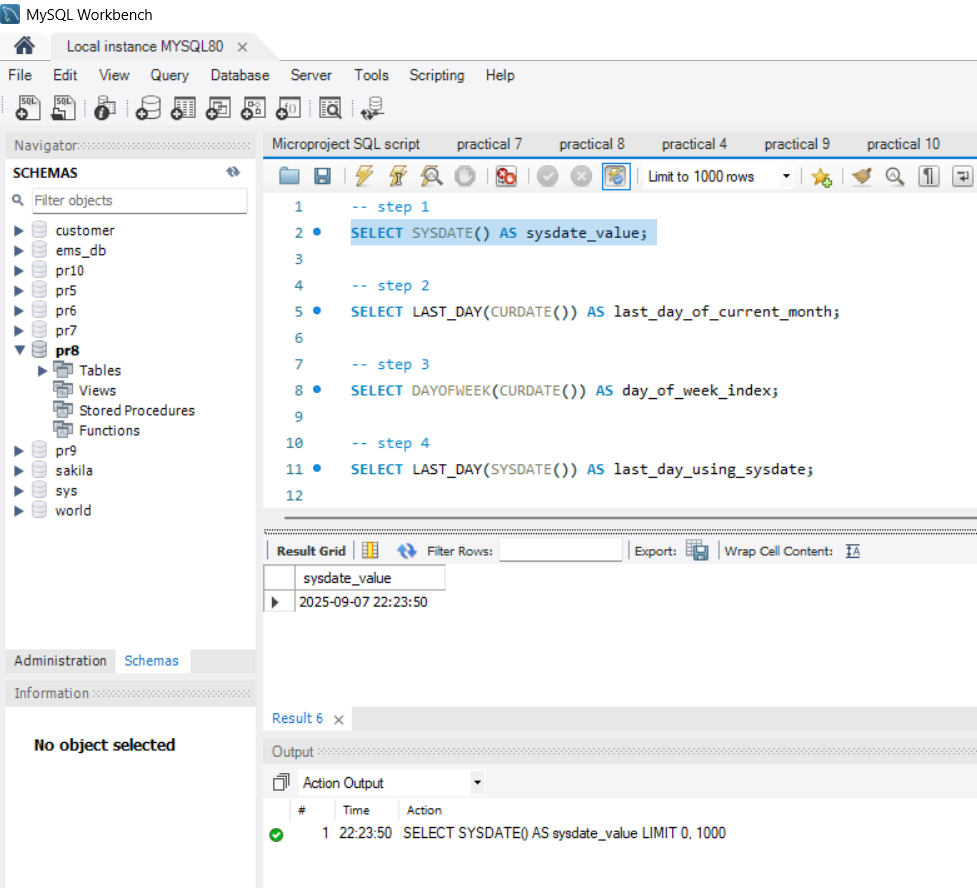 MySQL Workbench
Local instance MYSQL80
File Edit View Query Database Server Tools Scripting Help
Navigator
SCHEMAS
Filter objects
customer
ems_db
pr10
pr5
pr6
pr7
pr8
Tables
Views
Stored Procedures
Functions
pr9
sakila
sys
world
Administration Schemas
Information
No object selected
Microproject SQL script practical 7 practical 8 practical 4 practical 9 practical 10
Limit to 1000 rows
1 -- step 1
2 SELECT SYSDATE() AS sysdate_value;
3
4 -- step 2
5 SELECT LAST_DAY(CURDATE()) AS last_day_of_current_month;
6
7 -- step 3
8 SELECT DAYOFWEEK(CURDATE()) AS day_of_week_index;
9
10 -- step 4
11 SELECT LAST_DAY(SYSDATE()) AS last_day_using_sysdate;
12
Result Grid Filter Rows: Export: Wrap Cell Content:
sysdate_value
2025-09-07 22:23:50
Result 6
Output
Action Output
# Time Action
1 22:23:50 SELECT SYSDATE() AS sysdate_value LIMIT 0, 1000